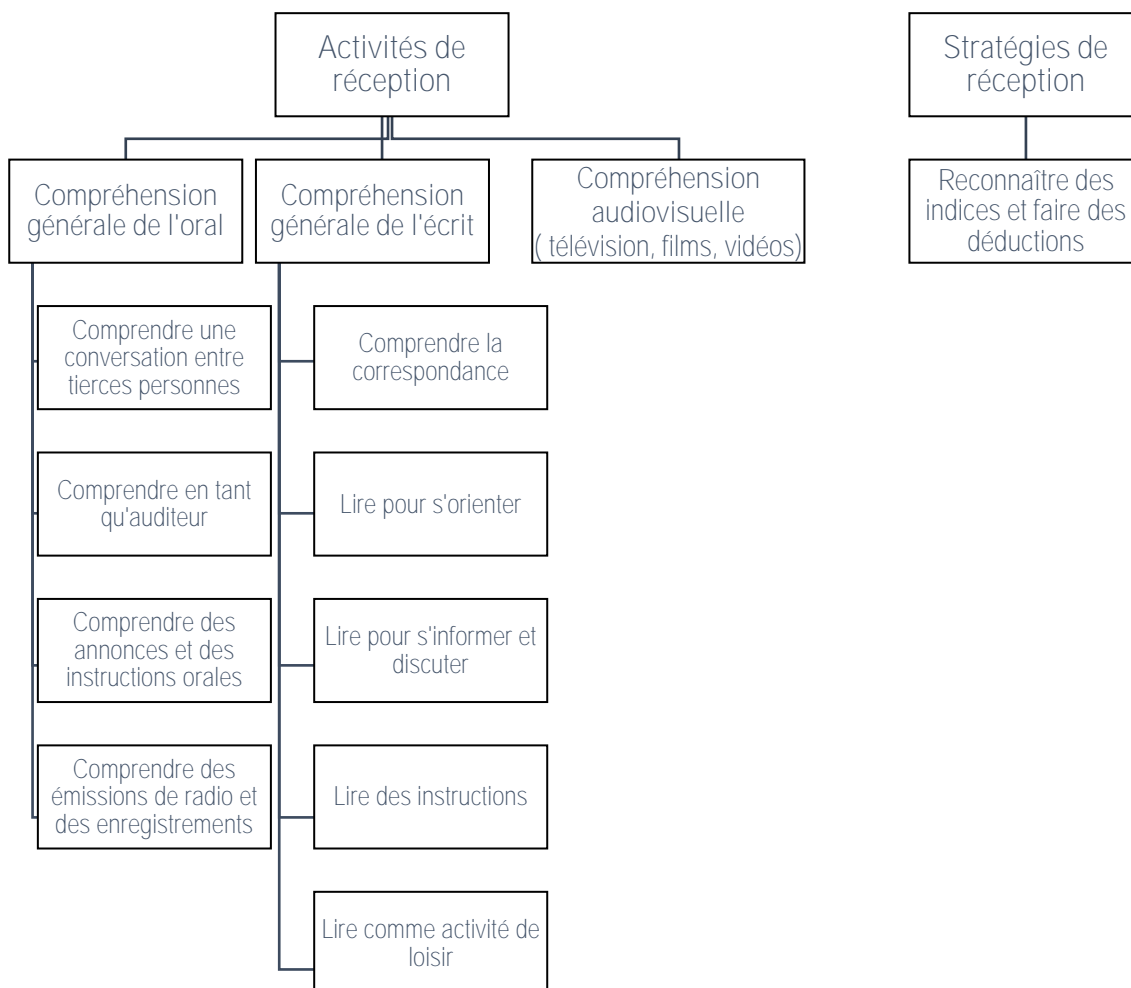 Activités de
réception
Stratégies de
réception
Compréhension
générale de l'oral
Compréhension
générale de l'écrit
Compréhension
audiovisuelle
( télévision, films, vidéos)
Reconnaître des
indices et faire des
déductions
Comprendre une
conversation entre
tierces personnes
Comprendre en tant
qu'auditeur
Comprendre des
annonces et des
instructions orales
Comprendre des
émissions de radio et
des enregistrements
Comprendre la
correspondance
Lire pour s'orienter
Lire pour s'informer et
discuter
Lire des instructions
Lire comme activité de
loisir